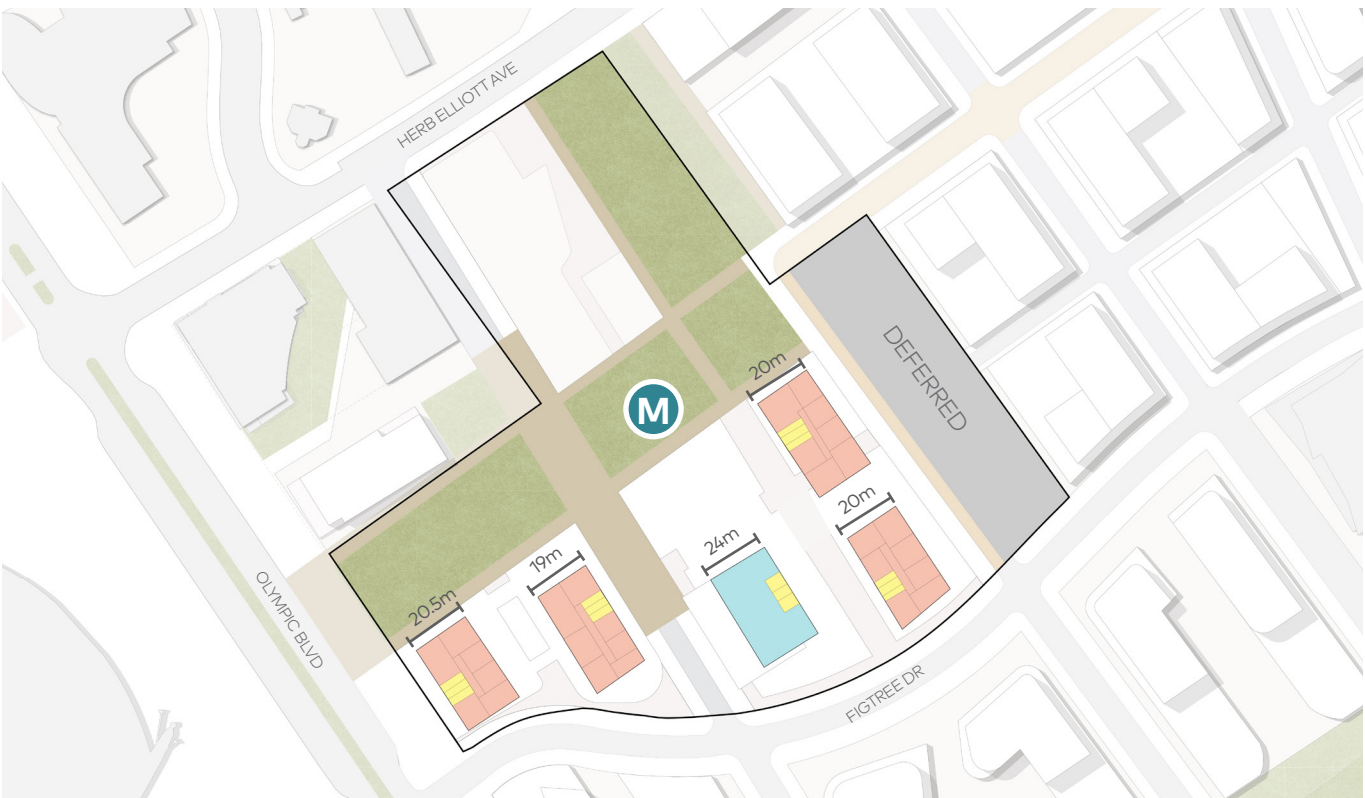 HERB ELLIOTT AVE
DEFERRED
M
20m
20m
24m
19m
20.5m
OLYMPIC BLVD
FIGTREE DR